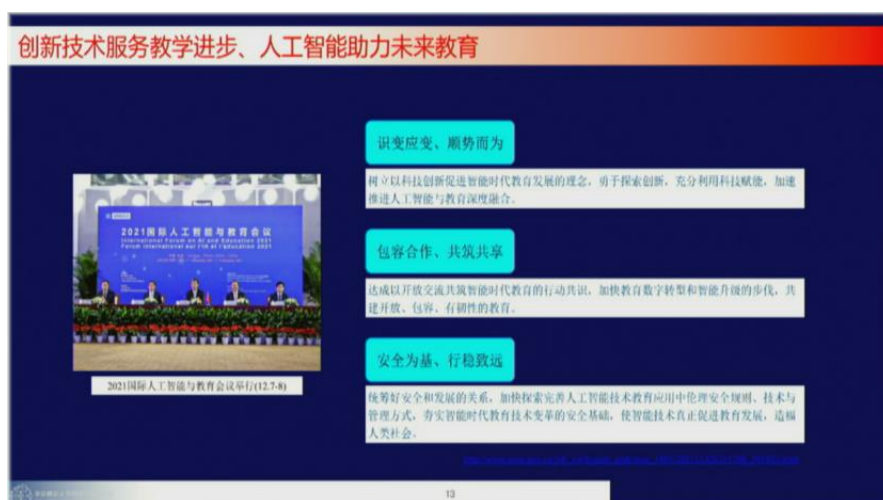 创新技术服务教学进步、人工智能助力未来教育
识变应变、顺势而为
树立以科技创新促进智能时代教育发展的理念，勇于探索创新，充分利用科技赋能，加速
推进人工智能与教育深度融合。
2021国际人工智能与教育会议
International Forum on AI and Education 2021
Forum international sur l'IA et l'éducation 2021
包容合作、共筑共享
达成以开放交流共筑智能时代教育的行动共识，加快教育数字转型和智能升级的步伐，共
建开放、包容、有韧性的教育。
安全为基、行稳致远
2021国际人工智能与教育会议举行(12.7-8)
统筹好安全和发展的关系，加快探索完善人工智能技术教育应用中伦理安全规则、技术与
管理方式，夯实智能时代教育技术变革的安全基础，使智能技术真正促进教育发展，造福
人类社会。
13